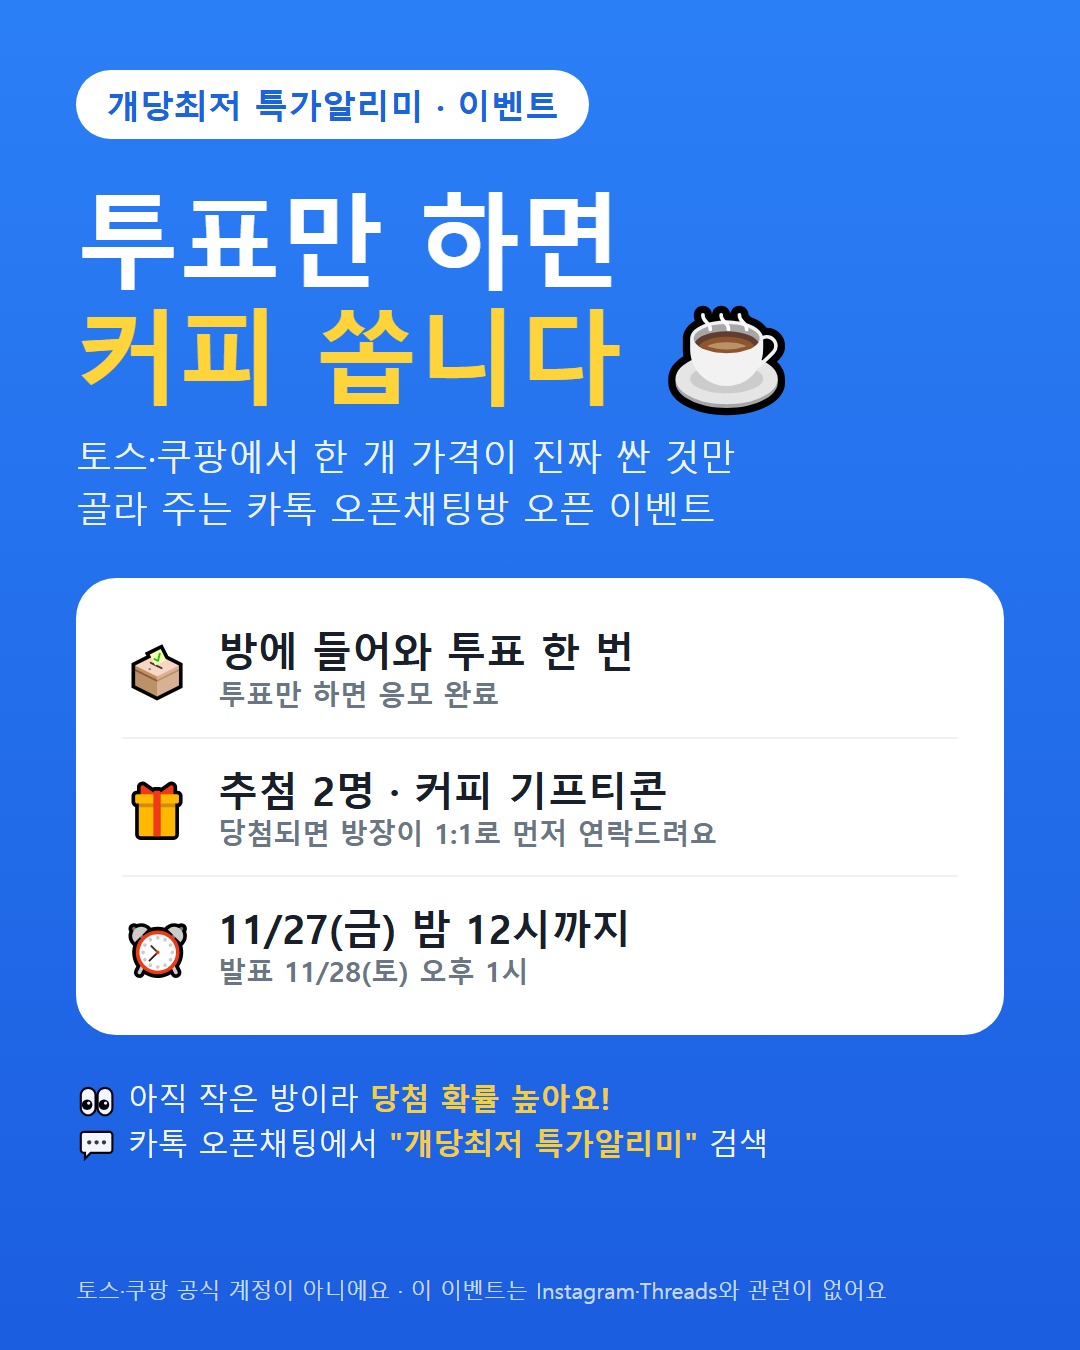 개당최저 특가알리미 · 이벤트
투표만 하면
커피 쏩니다
토스·쿠팡에서 한 개 가격이 진짜 싼 것만
골라 주는 카톡 오픈채팅방 오픈 이벤트
방에 들어와 투표 한 번
투표만 하면 응모 완료
추첨 2명 · 커피 기프티콘
당첨되면 방장이 1:1로 먼저 연락드려요
11/27(금) 밤 12시까지
발표 11/28(토) 오후 1시
아직 작은 방이라 당첨 확률 높아요!
카톡 오픈채팅에서 "개당최저 특가알리미" 검색
토스·쿠팡 공식 계정이 아니에요 · 이 이벤트는 Instagram·Threads와 관련이 없어요